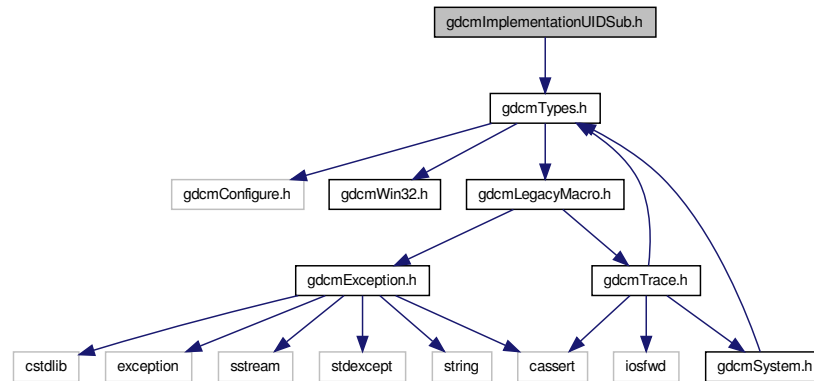 gdcmImplementationUIDSub.h
gdcmTypes.h
gdcmConfigure.h
gdcmWin32.h
gdcmLegacyMacro.h
gdcmException.h
gdcmTrace.h
cstdlib
exception
sstream
stdexcept
string
cassert
iosfwd
gdcmSystem.h